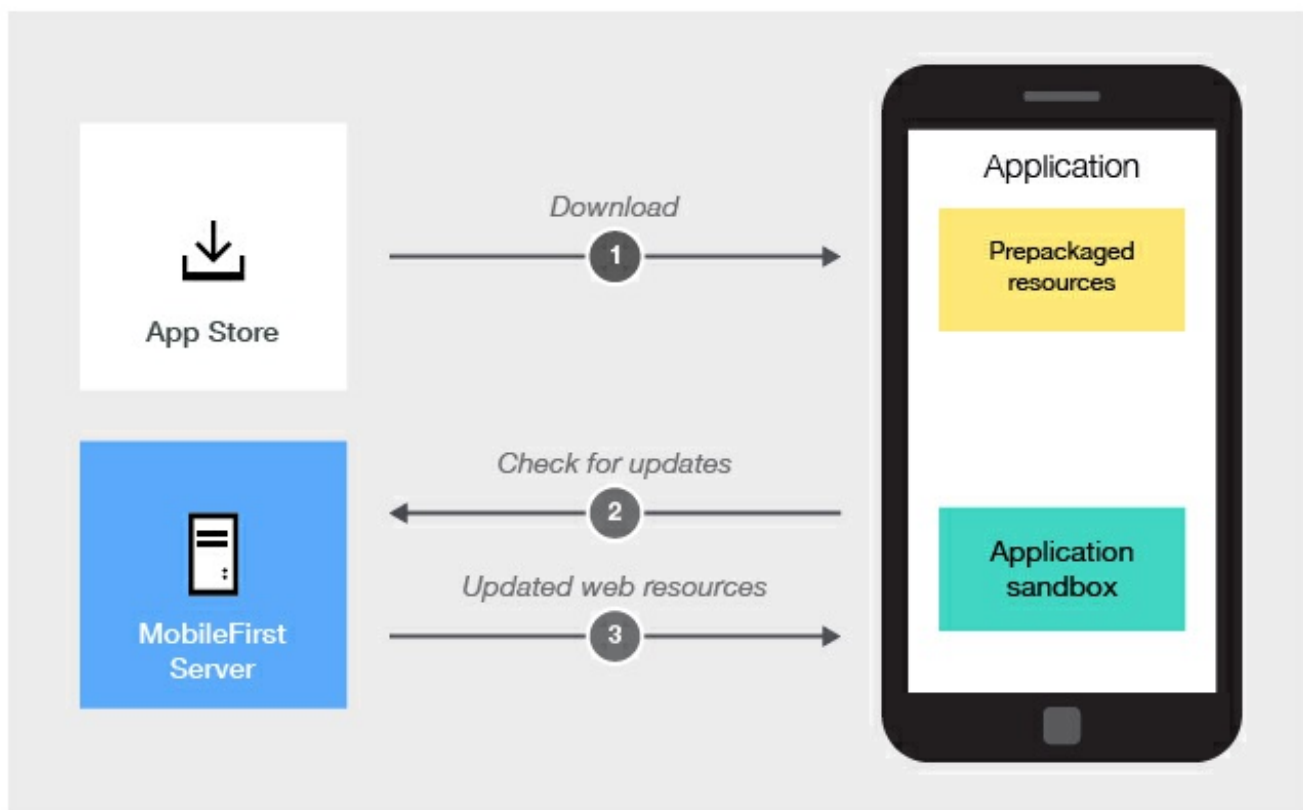 App Store
Download
1
Application
Prepackaged
resources
MobileFirst
Server
Check for updates
2
Updated web resources
3
Application
sandbox